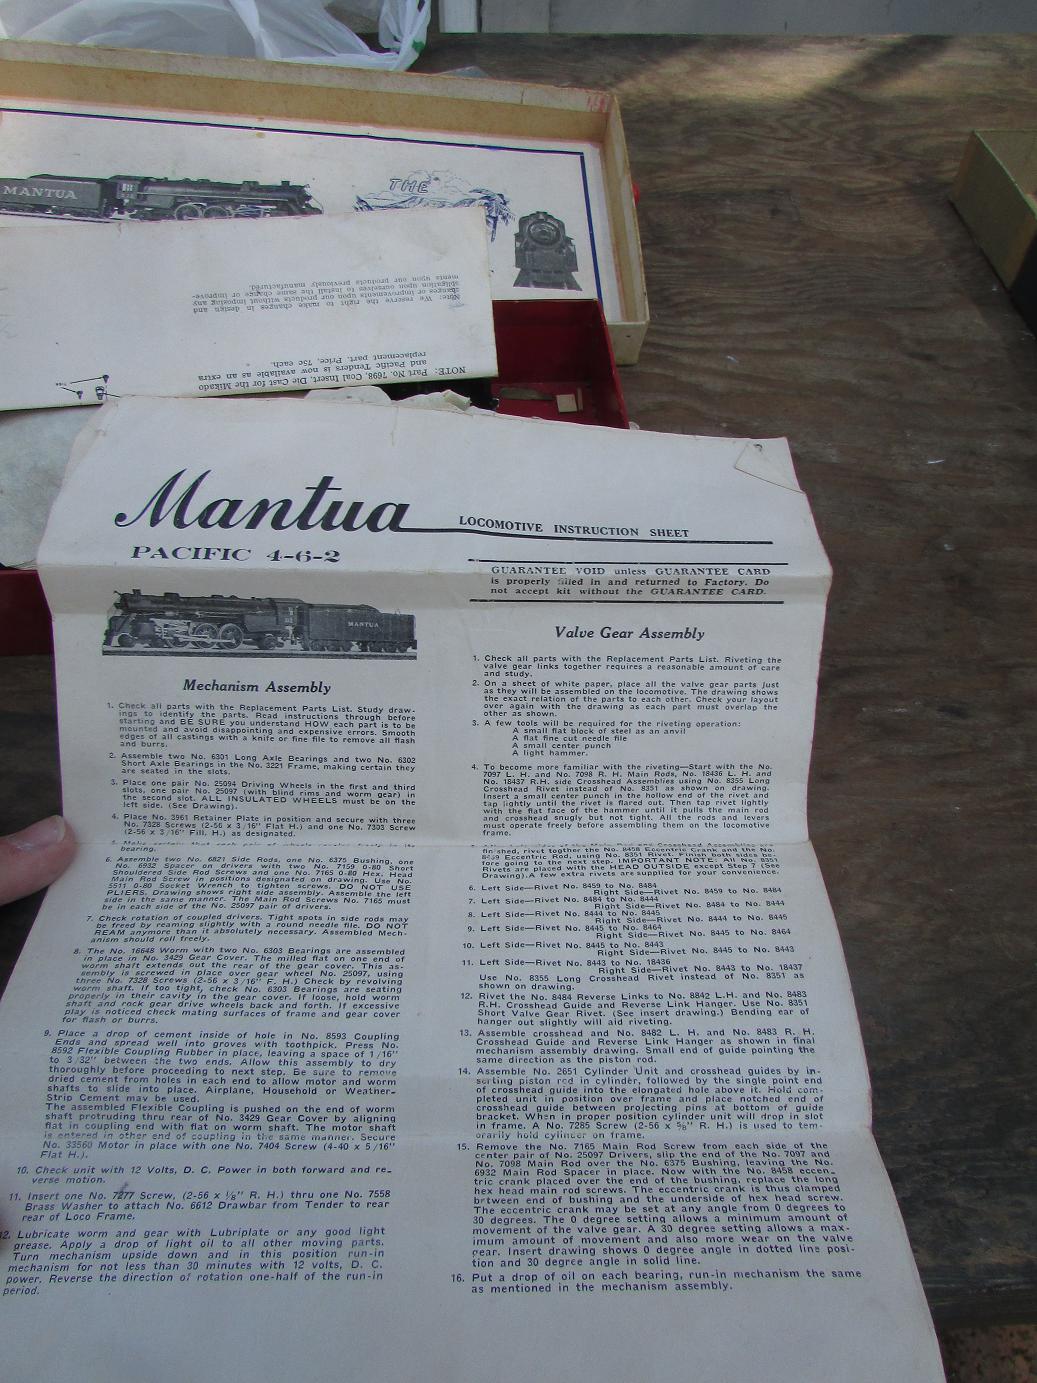 MANTUA
THE
Note: We reserve the right to make changes in design and
changes or improvements upon our products without imposing any
obligation upon ourselves to install the same change or improve-
ments upon our products previously manufactured.
NOTE: Part No. 7698, Coal Insert, Die Cast for the Mikado
and Pacific Tenders is now available as an extra
replacement part. Price, 75c each.
Mantua LOCOMOTIVE INSTRUCTION SHEET
PACIFIC 4-6-2
GUARANTEE VOID unless GUARANTEE CARD
is properly filled in and returned to Factory. Do
not accept kit without the GUARANTEE CARD.
MANTUA
Mechanism Assembly
1. Check all parts with the Replacement Parts List. Study draw-
ings to identify the parts. Read instructions through before
starting and BE SURE you understand HOW each part is to be
mounted and avoid disappointing and expensive errors. Smooth
edges of all castings with a knife or fine file to remove all flash
and burrs.
2. Assemble two No. 6301 Long Axle Bearings and two No. 6302
Short Axle Bearings in the No. 3221 Frame, making certain they
are seated in the slots.
3. Place one pair No. 25094 Driving Wheels in the first and third
slots, one pair No. 25097 (with blind rims and worm gear) in
the second slot. ALL INSULATED WHEELS must be on the
left side. (See Drawing).
4. Place No. 3961 Retainer Plate in position and secure with three
No. 7328 Screws (2-56 x 3/16" Flat H.) and one No. 7303 Screw
(2-56 x 3/16" Fill. H.) as designated.
bearing.
6. Assemble two No. 6821 Side Rods, one No. 6375 Bushing, one
No. 6932 Spacer on drivers with two No. 7159 0-80 Short
Shouldered Side Rod Screws and one No. 7165 0-80 Hex. Head
Main Rod Screw in positions designated on drawing. Use No.
5511 0-80 Socket Wrench to tighten screws. DO NOT USE
PLIERS. Drawing shows right side assembly. Assemble the left
side in the same manner. The Main Rod Screws No. 7165 must
be in each side of the No. 25097 pair of drivers.
7. Check rotation of coupled drivers. Tight spots in side rods may
be freed by reaming slightly with a round needle file. DO NOT
REAM anymore than it absolutely necessary. Assembled Mech-
anism should roll freely.
8. The No. 16648 Worm with two No. 6303 Bearings are assembled
in place in No. 3429 Gear Cover. The milled flat on one end of
worm shaft extends out the rear of the gear cover. This as-
sembly is screwed in place over gear wheel No. 25097, using
three No. 7328 Screws (2-56 x 3/16" F. H.) Check by revolving
worm shaft. If too tight, check No. 6303 Bearings are seating
properly in their cavity in the gear cover. If loose, hold worm
shaft and rock gear drive wheels back and forth. If excessive
play is noticed check mating surfaces of frame and gear cover
for flash or burrs.
9. Place a drop of cement inside of hole in No. 8593 Coupling
Ends and spread well into groves with toothpick. Press No.
8592 Flexible Coupling Rubber in place, leaving a space of 1/16"
to 3/32" between the two ends. Allow this assembly to dry
thoroughly before proceeding to next step. Be sure to remove
dried cement from holes in each end to allow motor and worm
shafts to slide into place. Airplane, Household or Weather-
Strip Cement may be used.
The assembled Flexible Coupling is pushed on the end of worm
shaft protruding thru rear of No. 3429 Gear Cover by aligning
flat in coupling end with flat on worm shaft. The motor shaft
is entered in other end of coupling in the same manner. Secure
No. 33560 Motor in place with one No. 7404 Screw (4-40 x 5/16"
Flat H.).
10. Check unit with 12 Volts, D. C. Power in both forward and re-
verse motion.
11. Insert one No. 7277 Screw, (2-56 x 1/8" R. H.) thru one No. 7558
Brass Washer to attach No. 6612 Drawbar from Tender to rear
rear of Loco Frame.
12. Lubricate worm and gear with Lubriplate or any good light
grease. Apply a drop of light oil to all other moving parts.
Turn mechanism upside down and in this position run-in
mechanism for not less than 30 minutes with 12 volts, D. C.
power. Reverse the direction of rotation one-half of the run-in
period.
Valve Gear Assembly
1. Check all parts with the Replacement Parts List. Riveting the
valve gear links together requires a reasonable amount of care
and study.
2. On a sheet of white paper, place all the valve gear parts just
as they will be assembled on the locomotive. The drawing shows
the exact relation of the parts to each other. Check your layout
over again with the drawing as each part must overlap the
other as shown.
3. A few tools will be required for the riveting operation:
A small flat block of steel as an anvil
A flat fine cut needle file
A small center punch
A light hammer.
4. To become more familiar with the riveting—Start with the No.
7097 L. H. and No. 7098 R. H. Main Rods, No. 18436 L. H. and
No. 18437 R.H. side Crosshead Assemblies using No. 8355 Long
Crosshead Rivet instead of No. 8351 as shown on drawing.
Insert a small center punch in the hollow end of the rivet and
tap lightly until the rivet is flared out. Then tap rivet lightly
with the flat face of the hammer until it pulls the main rod
and crosshead snugly but not tight. All the rods and levers
must operate freely before assembling them on the locomotive
frame.
finished, rivet together the No. 8458 Eccentric Crank and the No.
8459 Eccentric Rod, using No. 8351 Rivet. Finish both sides be-
fore going to the next step. IMPORTANT NOTE: All No. 8351
Rivets are placed with the HEAD OUTSIDE except Step 7 (See
Drawing). A few extra rivets are supplied for your convenience.
6. Left Side—Rivet No. 8459 to 8484
Right Side—Rivet No. 8459 to 8484
7. Left Side—Rivet No. 8484 to 8444
Right Side—Rivet No. 8484 to 8444
8. Left Side—Rivet No. 8444 to 8445
Right Side—Rivet No. 8444 to 8445
9. Left Side—Rivet No. 8445 to 8464
Right Side—Rivet No. 8445 to 8464
10. Left Side—Rivet No. 8445 to 8443
Right Side—Rivet No. 8445 to 8443
11. Left Side—Rivet No. 8443 to 18436
Right Side—Rivet No. 8443 to No. 18437
Use No. 8355 Long Crosshead Rivet instead of No. 8351 as
shown on drawing.
12. Rivet the No. 8484 Reverse Links to No. 8842 L.H. and No. 8483
R.H. Crosshead Guide and Reverse Link Hanger. Use No. 8351
Short Valve Gear Rivet. (See insert drawing.) Bending ear of
hanger out slightly will aid riveting.
13. Assemble crosshead and No. 8482 L. H. and No. 8483 R. H.
Crosshead Guide and Reverse Link Hanger as shown in final
mechanism assembly drawing. Small end of guide pointing the
same direction as the piston rod.
14. Assemble No. 2651 Cylinder Unit and crosshead guides by in-
serting piston rod in cylinder, followed by the single point end
of crosshead guide into the elongated hole above it. Hold com-
pleted unit in position over frame and place notched end of
crosshead guide between projecting pins at bottom of guide
bracket. When in proper position cylinder unit will drop in slot
in frame. A No. 7285 Screw (2-56 x 5/8" R. H.) is used to tem-
orarily hold cylinder on frame.
15. Remove the No. 7165 Main Rod Screw from each side of the
center pair of No. 25097 Drivers, slip the end of the No. 7097 and
No. 7098 Main Rod over the No. 6375 Bushing, leaving the No.
6932 Main Rod Spacer in place. Now with the No. 8458 eccen-
tric crank placed over the end of the bushing, replace the long
hex head main rod screws. The eccentric crank is thus clamped
between end of bushing and the underside of hex head screw.
The eccentric crank may be set at any angle from 0 degrees to
30 degrees. The 0 degree setting allows a minimum amount of
movement of the valve gear. A 30 degree setting allows a max-
imum amount of movement and also more wear on the valve
gear. Insert drawing shows 0 degree angle in dotted line posi-
tion and 30 degree angle in solid line.
16. Put a drop of oil on each bearing, run-in mechanism the same
as mentioned in the mechanism assembly.